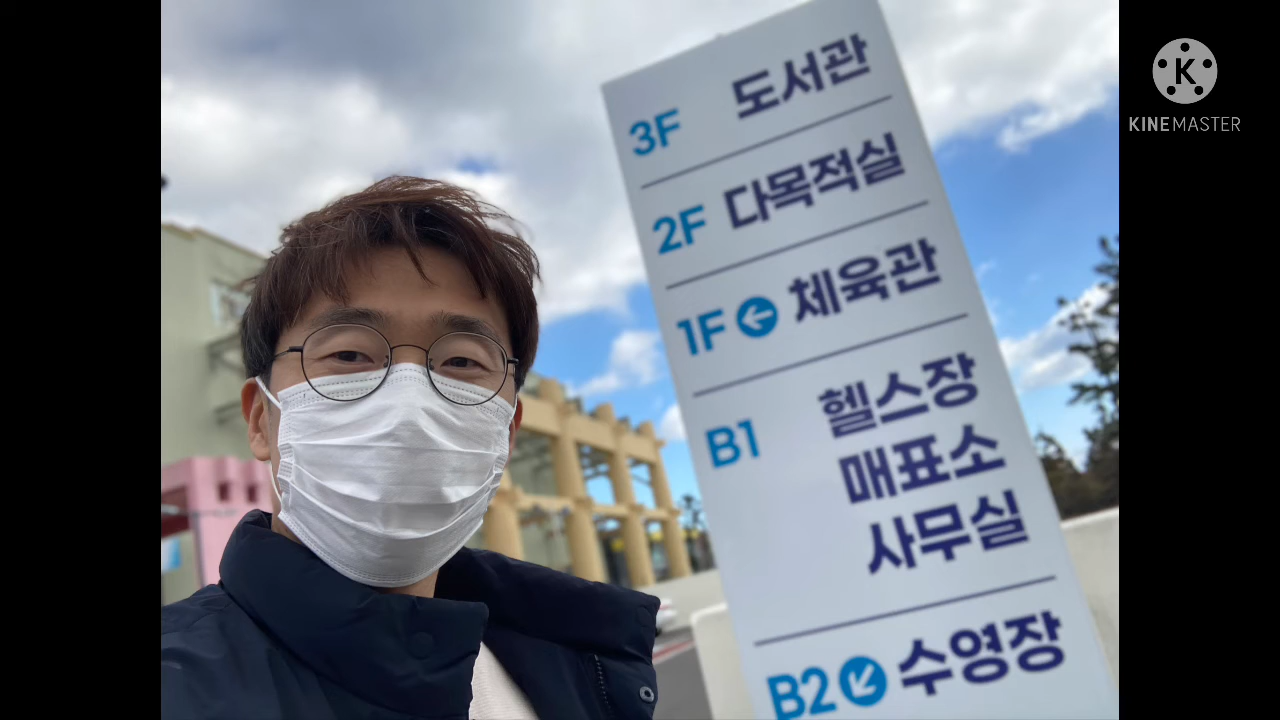 3F 도서관
2F 다목적실
1F 체육관
B1 헬스장
매표소
사무실
B2 수영장
K
KINEMASTER